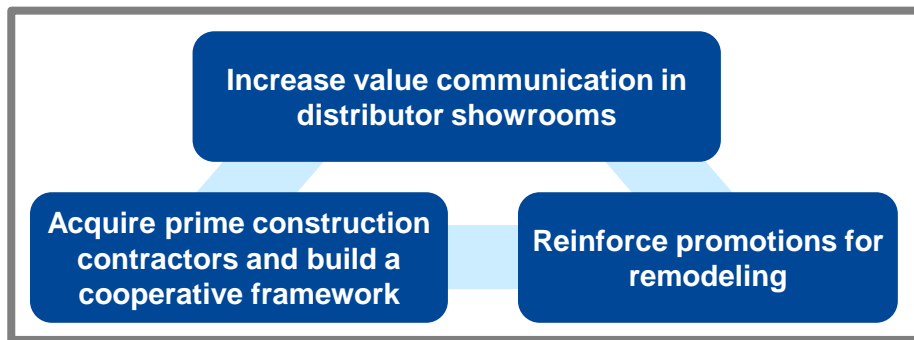 Increase value communication in
distributor showrooms
Acquire prime construction
contractors and build a
cooperative framework
Reinforce promotions for
remodeling